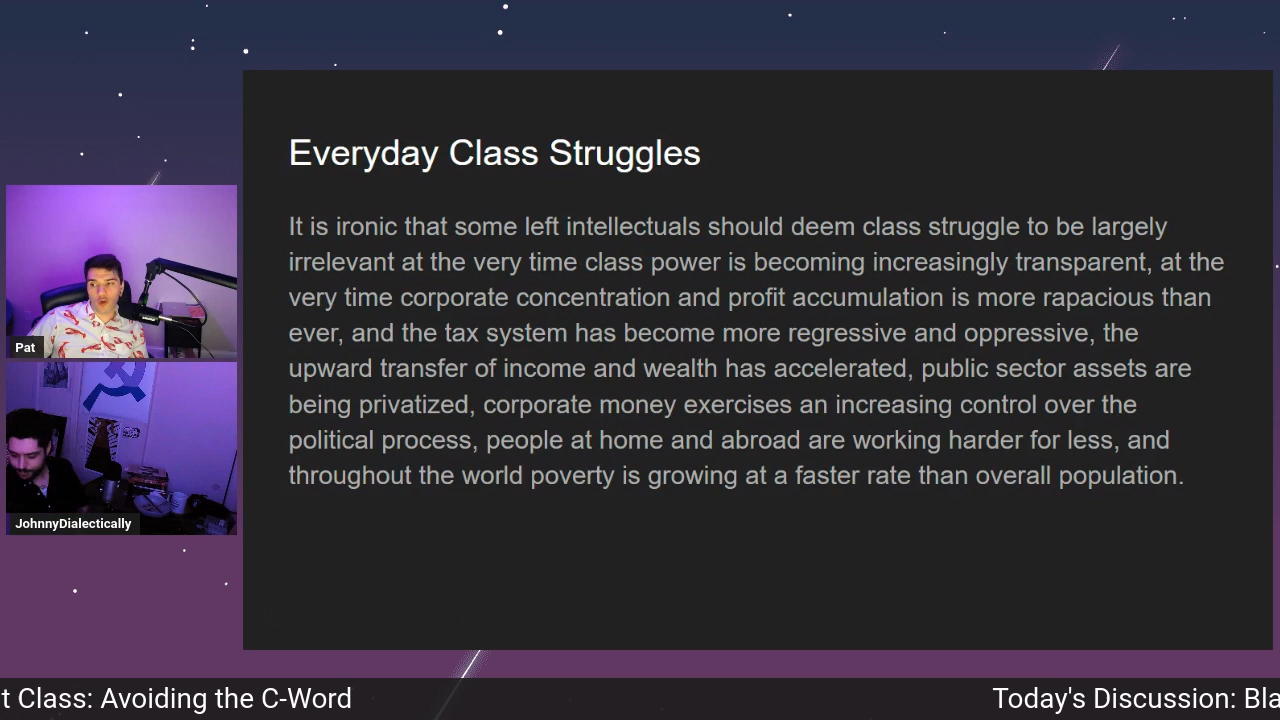 Everyday Class Struggles
It is ironic that some left intellectuals should deem class struggle to be largely
irrelevant at the very time class power is becoming increasingly transparent, at the
very time corporate concentration and profit accumulation is more rapacious than
ever, and the tax system has become more regressive and oppressive, the
upward transfer of income and wealth has accelerated, public sector assets are
being privatized, corporate money exercises an increasing control over the
political process, people at home and abroad are working harder for less, and
throughout the world poverty is growing at a faster rate than overall population.
Pat
JohnnyDialectically
t Class: Avoiding the C-Word
Today's Discussion: Bla